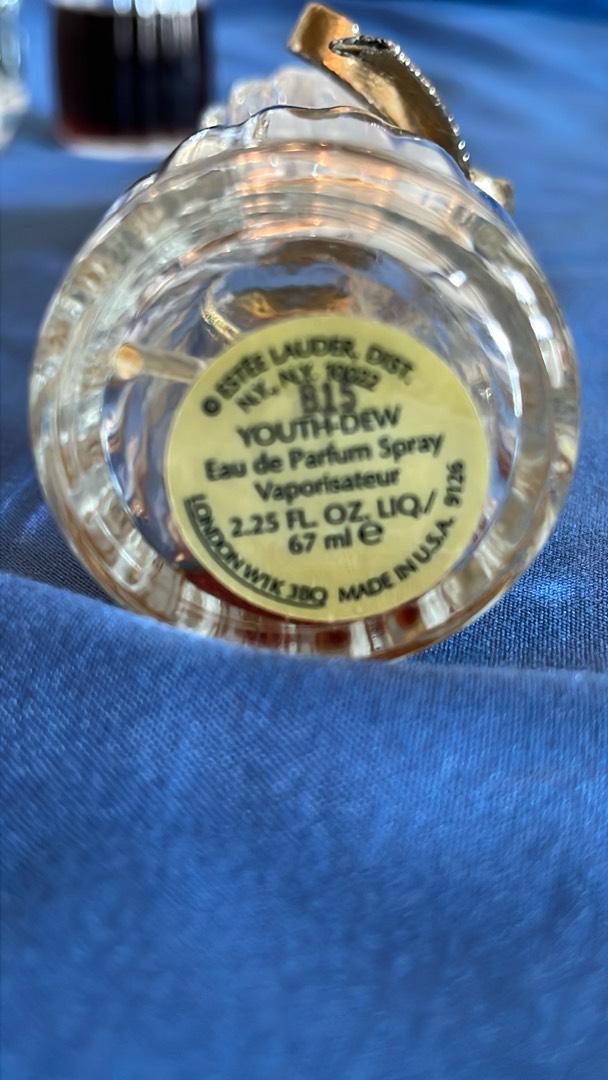 © ESTĒE LAUDER, DIST.
N.Y., N.Y. 10022
B15
YOUTH-DEW
Eau de Parfum Spray
Vaporisateur
2.25 FL. OZ. LIQ./
67 ml e
LONDON W1K 3BQ MADE IN U.S.A. 9126